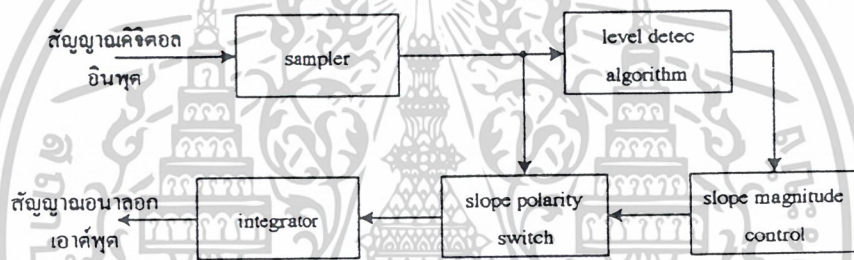 สัญญาณดิจิตอล
อินพุต
sampler
level detec
algorithm
สัญญาณอนาลอก
เอาต์พุต
integrator
slope polarity
switch
slope magnitude
control